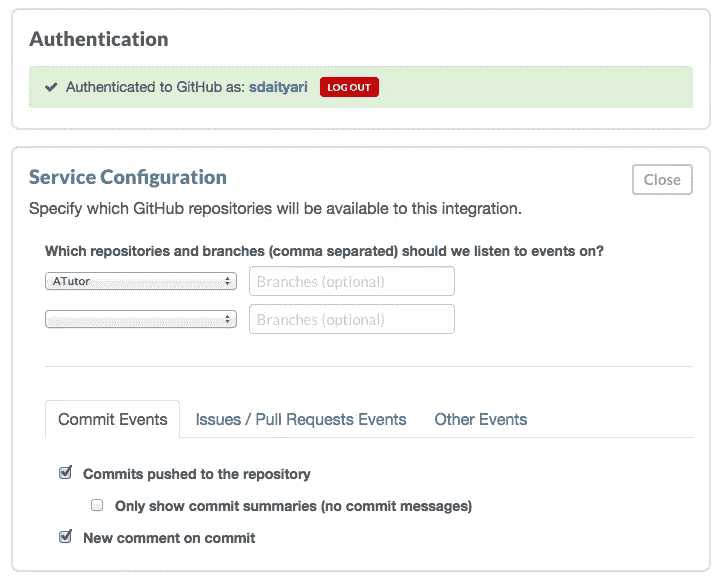 Authentication
Authenticated to GitHub as: sdaityari LOG OUT
Service Configuration
Close
Specify which GitHub repositories will be available to this integration.
Which repositories and branches (comma separated) should we listen to events on?
ATutor Branches (optional)
Branches (optional)
Commit Events Issues / Pull Requests Events Other Events
Commits pushed to the repository
Only show commit summaries (no commit messages)
New comment on commit